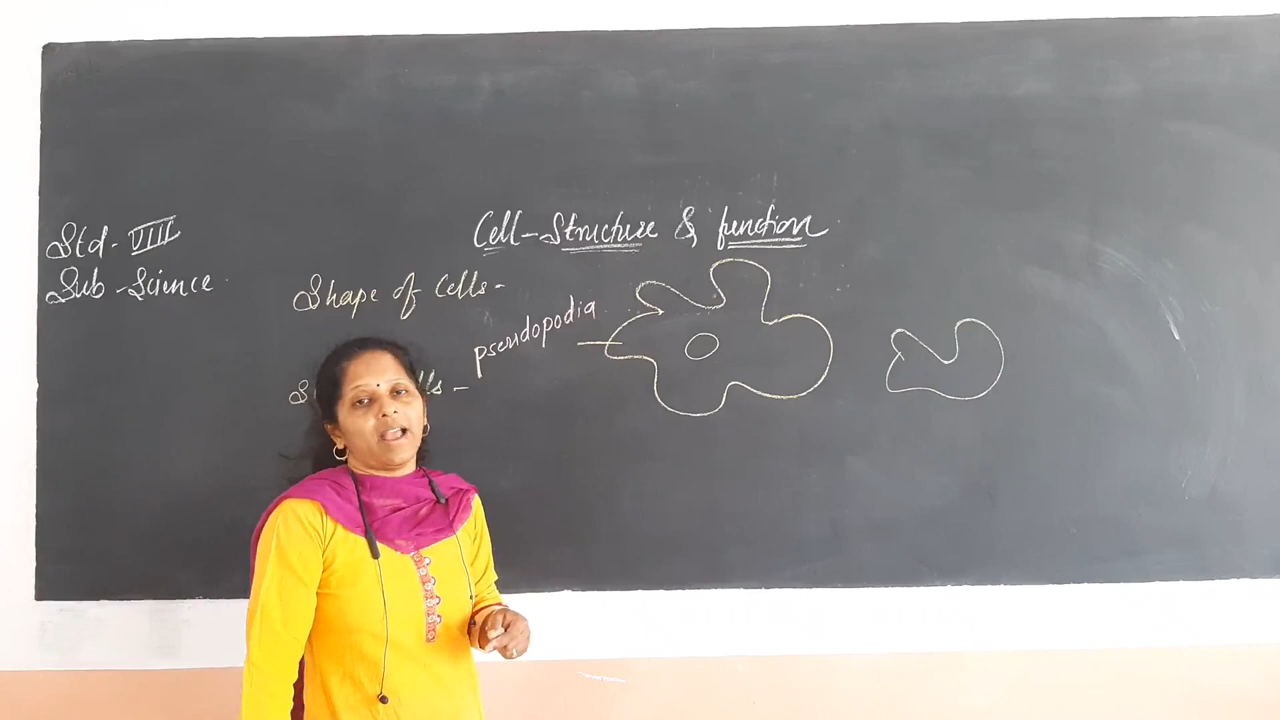 Cell-Structure & function
Std- VIII
Sub-Science
Shape of Cells-
pseudopodia